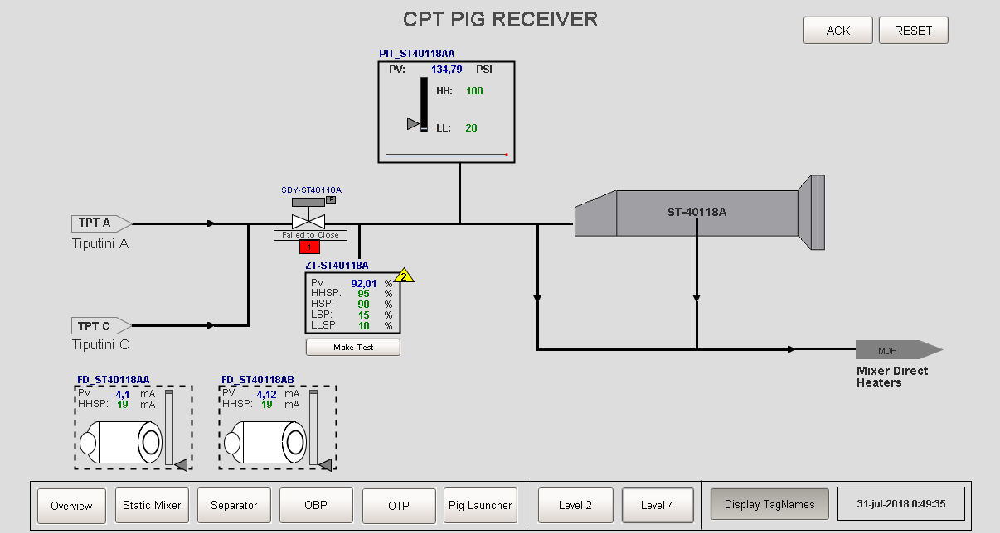 CPT PIG RECEIVER
ACK
RESET
PIT_ST40118AA
PV: 134,79 PSI
HH: 100
LL: 20
SDY-ST40118A
P
Failed to Close
1
TPT A
Tiputini A
ST-40118A
ZT-ST40118A
2
PV: 92,01 %
HHSP: 95 %
HSP: 90 %
LSP: 15 %
LLSP: 10 %
Make Test
TPT C
Tiputini C
MDH
Mixer Direct
Heaters
FD_ST40118AA
PV: 4,1 mA
HHSP: 19 mA
FD_ST40118AB
PV: 4,12 mA
HHSP: 19 mA
Overview
Static Mixer
Separator
OBP
OTP
Pig Launcher
Level 2
Level 4
Display TagNames
31-jul-2018 0:49:35